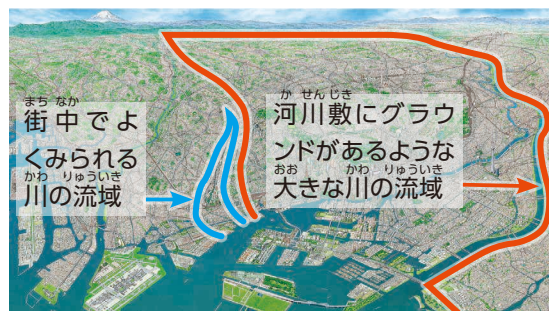 まち なか
街中でよ
くみられる
かわ りゅういき
川の流域
か せんじき
河川敷にグラウ
ンドがあるような
おお かわ りゅういき
大きな川の流域